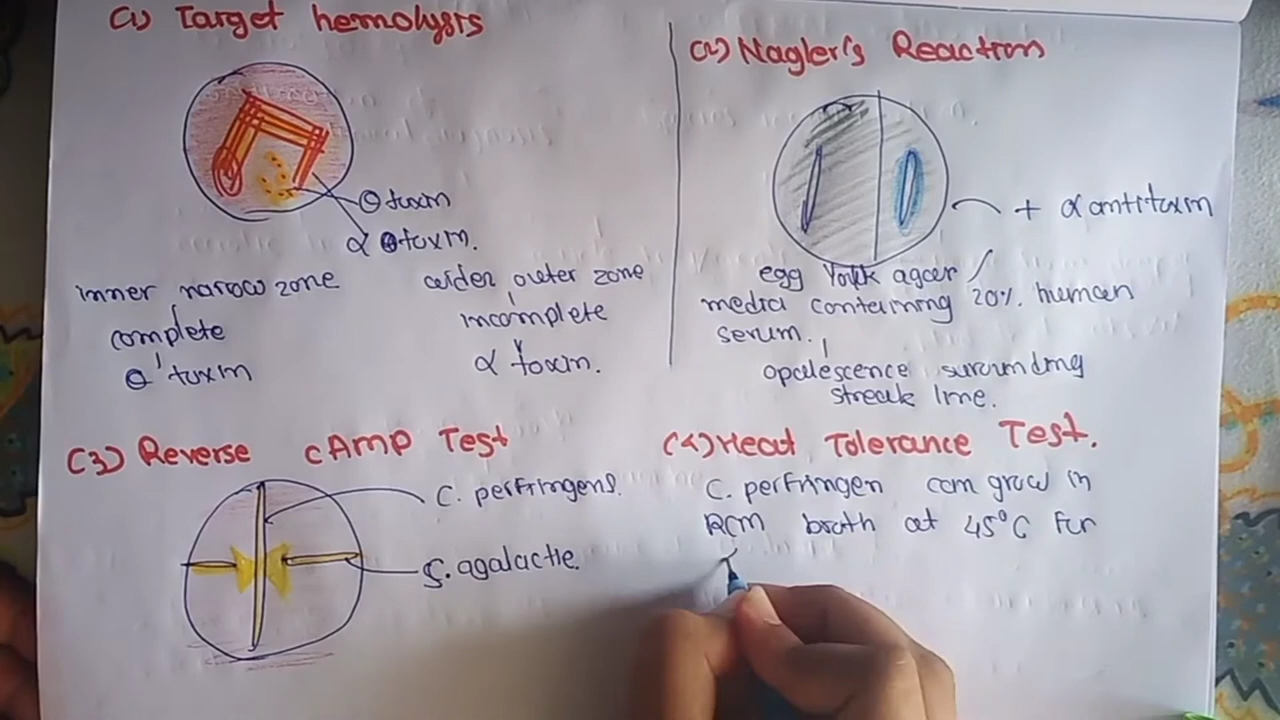 (1) Target hemolysis
θ toxin
α θ toxin.
inner narow zone
complete
θ toxin
wider outer zone
incomplete
α toxin.
(2) Nagler's Reaction
+ α antitoxin
egg York agar
media containing 20% human
serum.
opalescence surrounding
streak line.
(3) Reverse cAmp Test
C. perfringens.
S. agalactie.
(4) Heat Tolerance Test.
C. perfringen can grow in
RCM broth at 45°C for